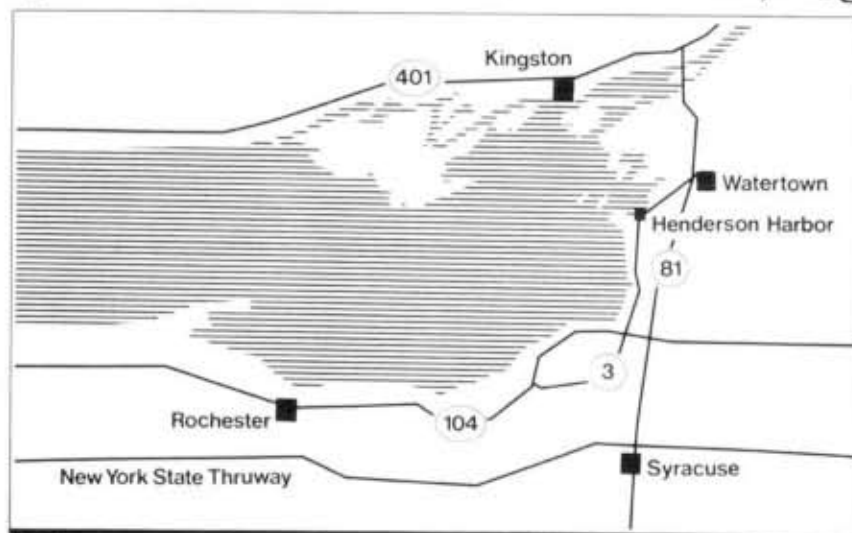 Kingston
401
Watertown
Henderson Harbor
81
3
Rochester
104
New York State Thruway
Syracuse